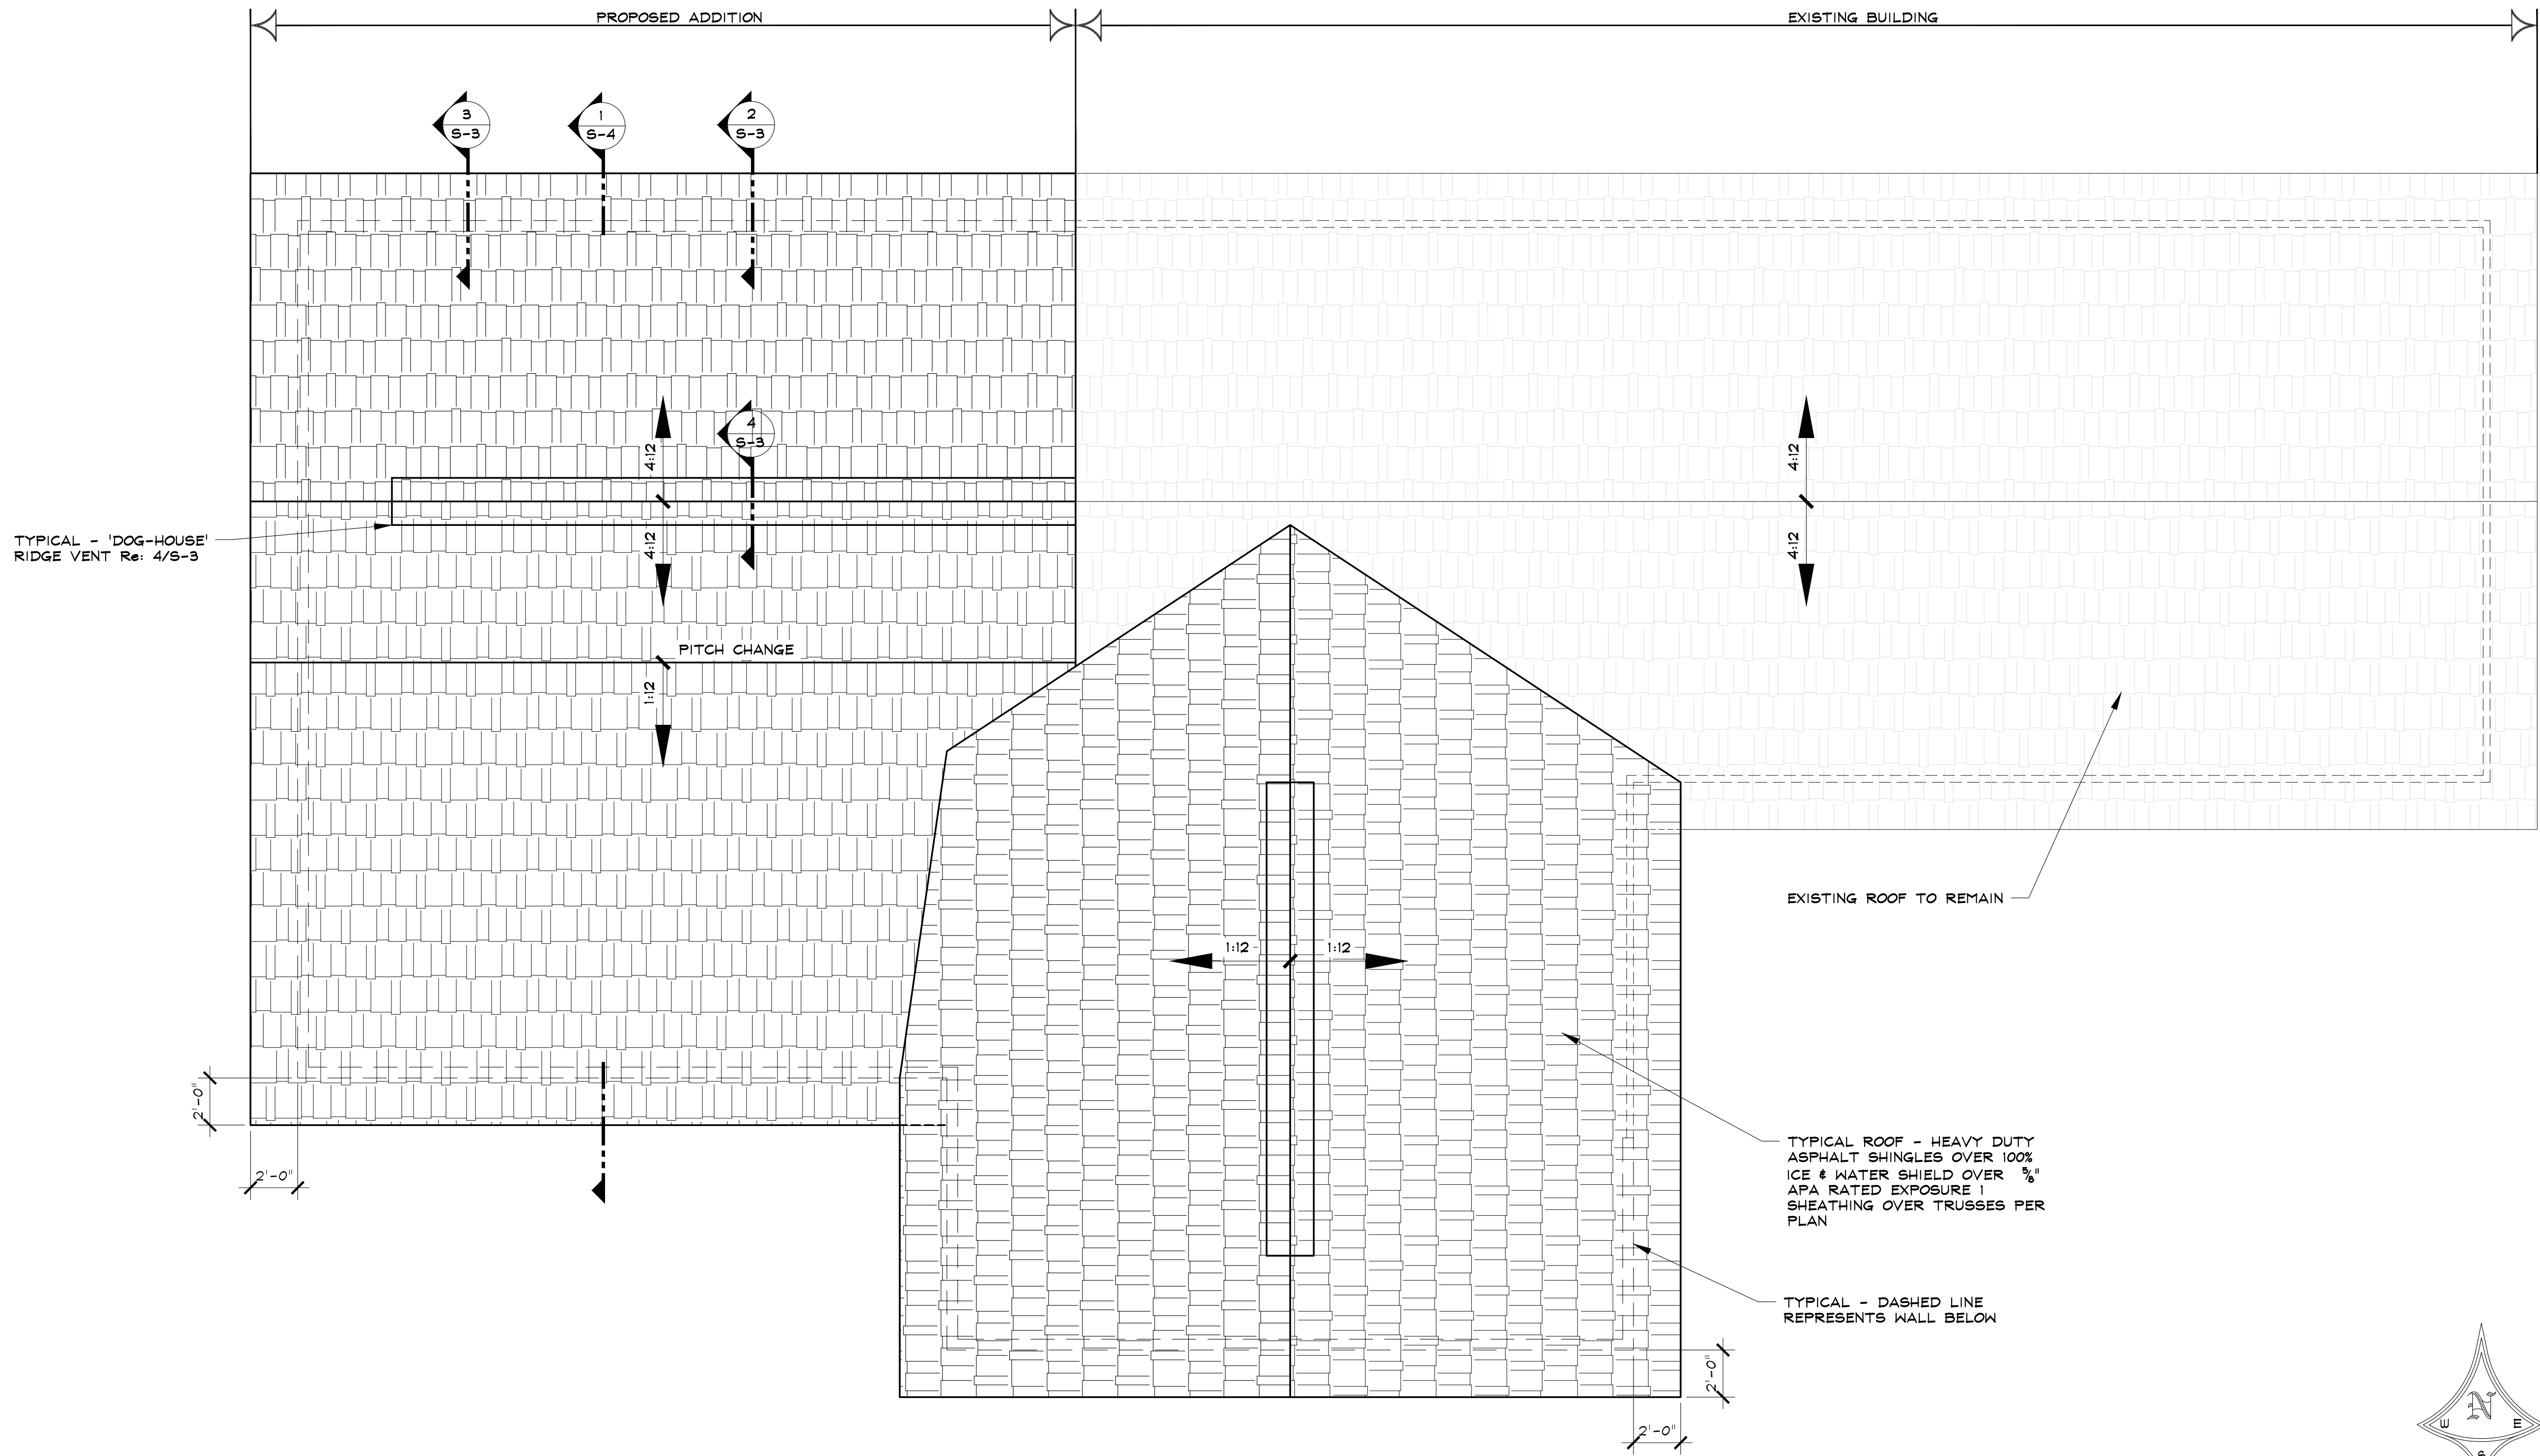 PROPOSED ADDITION
EXISTING BUILDING
3
S-3
1
S-4
2
S-3
4
S-3
4:12
4:12
4:12
4:12
TYPICAL - 'DOG-HOUSE'
RIDGE VENT Re: 4/S-3
PITCH CHANGE
1:12
EXISTING ROOF TO REMAIN
1:12
1:12
2'-0"
2'-0"
TYPICAL ROOF - HEAVY DUTY
ASPHALT SHINGLES OVER 100%
ICE & WATER SHIELD OVER 5/8"
APA RATED EXPOSURE 1
SHEATHING OVER TRUSSES PER
PLAN
TYPICAL - DASHED LINE
REPRESENTS WALL BELOW
2'-0"
2'-0"
N
W
E
S